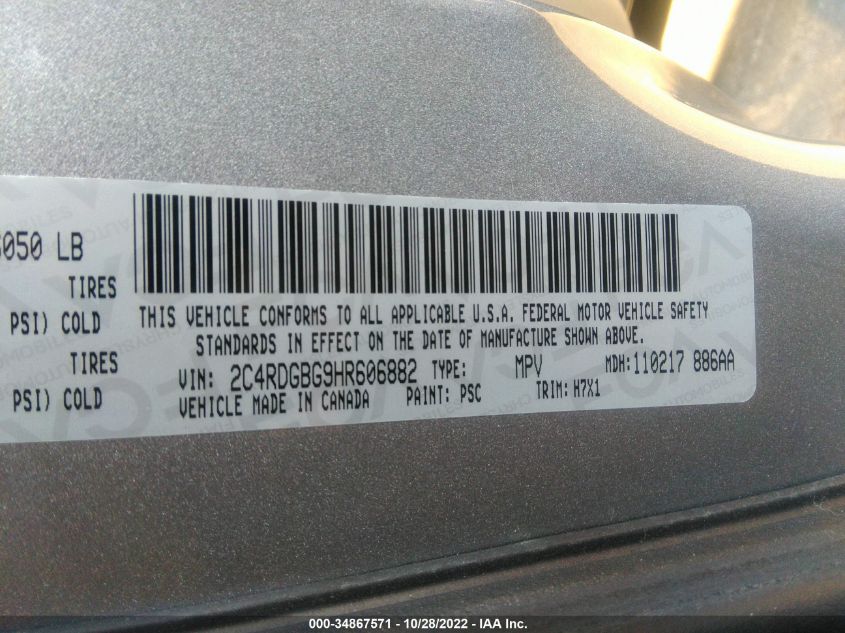 6050 LB
TIRES
PSI) COLD
TIRES
PSI) COLD
THIS VEHICLE CONFORMS TO ALL APPLICABLE U.S.A. FEDERAL MOTOR VEHICLE SAFETY
STANDARDS IN EFFECT ON THE DATE OF MANUFACTURE SHOWN ABOVE.
VIN: 2C4RDGBG9HR606882 TYPE: MPV MDH: 110217 886AA
VEHICLE MADE IN CANADA PAINT: PSC TRIM: H7X1
000-34867571 - 10/28/2022 - IAA Inc.